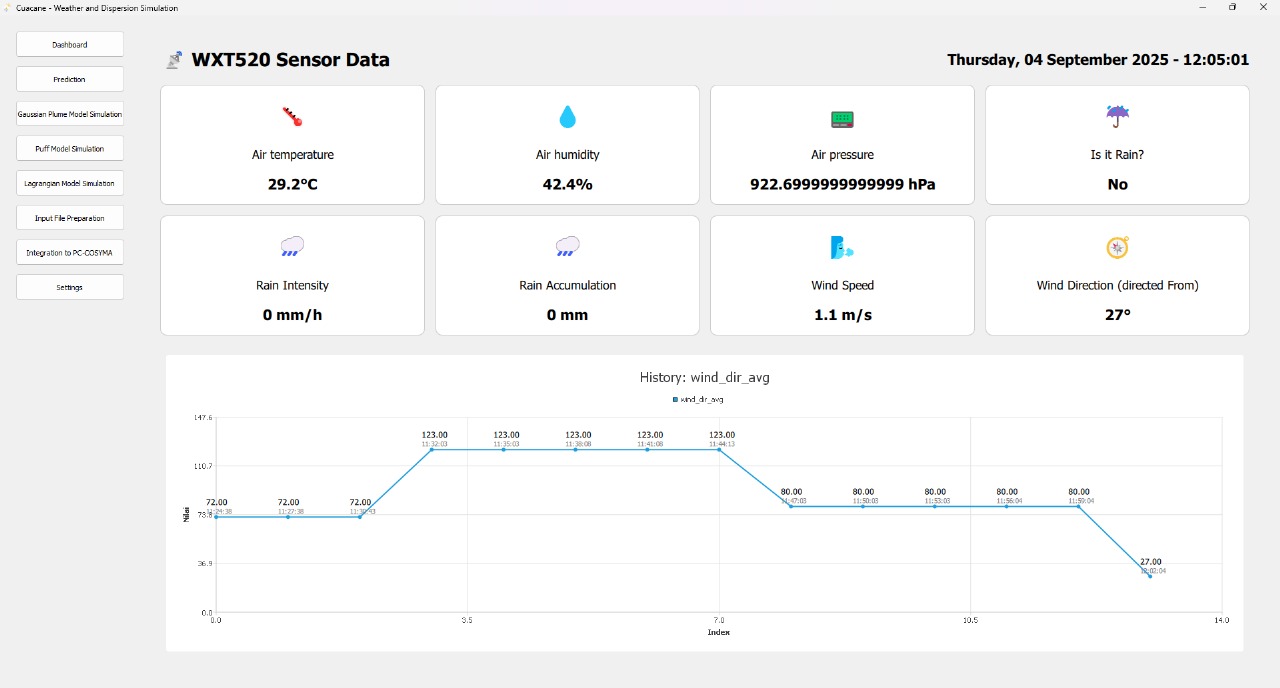 Cuacane - Weather and Dispersion Simulation
Dashboard
Prediction
Gaussian Plume Model Simulation
Puff Model Simulation
Lagrangian Model Simulation
Input File Preparation
Integration to PC-COSYMA
Settings
WXT520 Sensor Data
Thursday, 04 September 2025 - 12:05:01
Air temperature
29.2°C
Air humidity
42.4%
Air pressure
922.6999999999999 hPa
Is it Rain?
No
Rain Intensity
0 mm/h
Rain Accumulation
0 mm
Wind Speed
1.1 m/s
Wind Direction (directed From)
27°
History: wind_dir_avg
wind_dir_avg
147.6
110.7
73.8
36.9
0.0
Nilai
72.00
11:24:38
72.00
11:27:38
72.00
11:30:43
123.00
11:32:03
123.00
11:35:03
123.00
11:38:08
123.00
11:41:08
123.00
11:44:13
80.00
11:47:03
80.00
11:50:03
80.00
11:53:03
80.00
11:56:04
80.00
11:59:04
27.00
12:02:04
0.0
3.5
7.0
10.5
14.0
Index